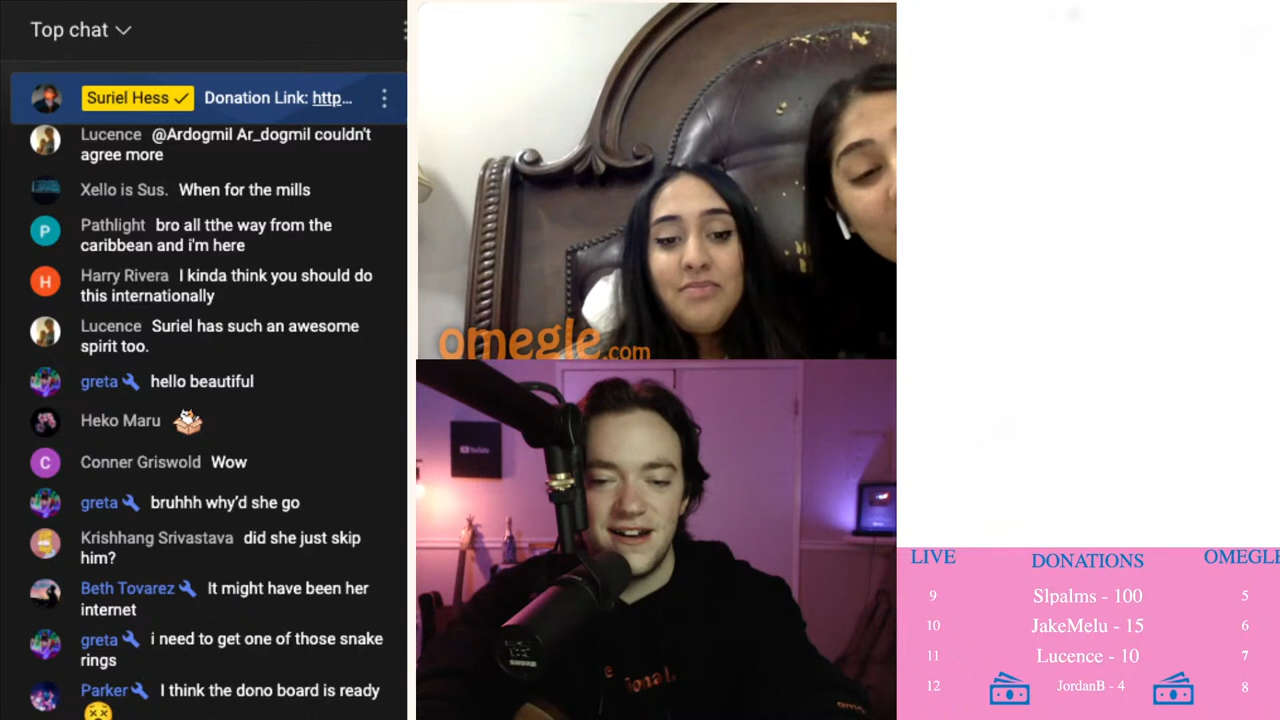 Top chat
Suriel Hess Donation Link: http...
Lucence @Ardogmil Ar_dogmil couldn't
agree more
Xello is Sus. When for the mills
P Pathlight bro all tthe way from the
caribbean and i'm here
H Harry Rivera I kinda think you should do
this internationally
Lucence Suriel has such an awesome
spirit too.
greta hello beautiful
Heko Maru
C Conner Griswold Wow
greta bruhhh why'd she go
Krishhang Srivastava did she just skip
him?
Beth Tovarez It might have been her
internet
greta i need to get one of those snake
rings
Parker I think the dono board is ready
omegle.com
YouTube
SHURE
ional.
LIVE DONATIONS OMEGLE
9 Slpalms - 100 5
10 JakeMelu - 15 6
11 Lucence - 10 7
12 JordanB - 4 8